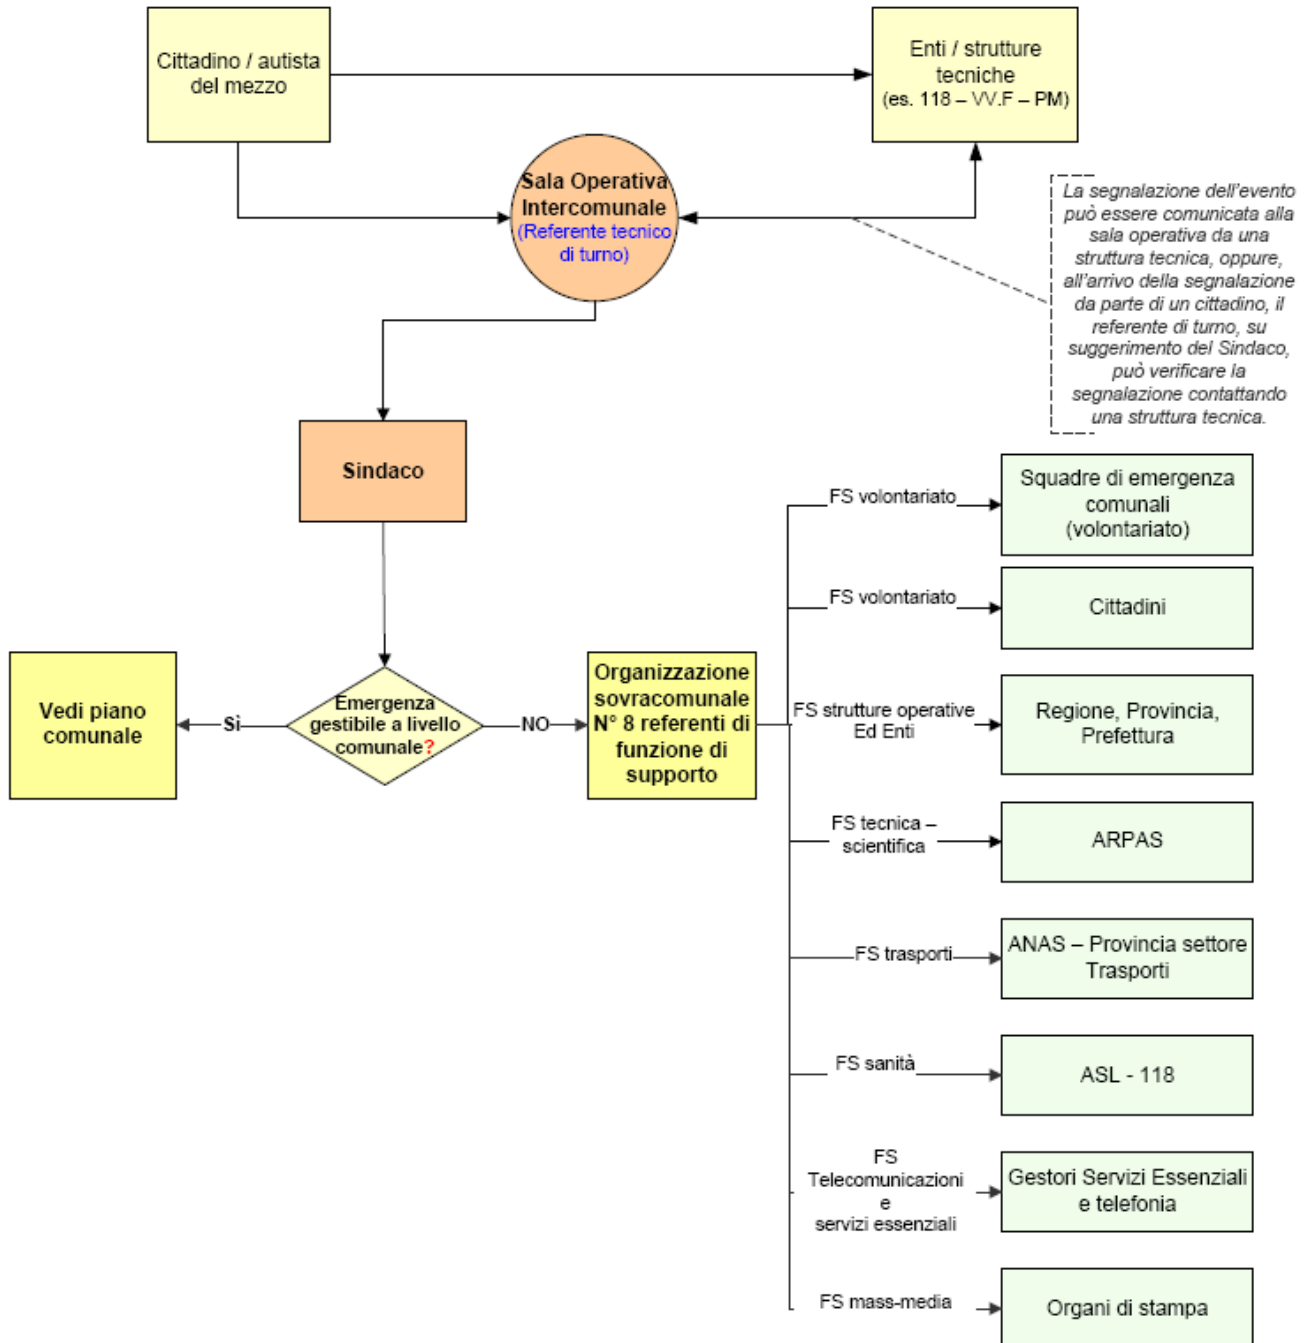 Cittadino / autista
del mezzo
Enti / strutture
tecniche
(es. 118 – VV.F – PM)
Sala Operativa
Intercomunale
(Referente tecnico
di turno)
La segnalazione dell'evento
può essere comunicata alla
sala operativa da una
struttura tecnica, oppure,
all'arrivo della segnalazione
da parte di un cittadino, il
referente di turno, su
suggerimento del Sindaco,
può verificare la
segnalazione contattando
una struttura tecnica.
Sindaco
Emergenza
gestibile a livello
comunale?
Sì
Vedi piano
comunale
NO
Organizzazione
sovracomunale
N° 8 referenti di
funzione di
supporto
FS volontariato
Squadre di emergenza
comunali
(volontariato)
FS volontariato
Cittadini
FS strutture operative
Ed Enti
Regione, Provincia,
Prefettura
FS tecnica –
scientifica
ARPAS
FS trasporti
ANAS – Provincia settore
Trasporti
FS sanità
ASL - 118
FS
Telecomunicazioni
e
servizi essenziali
Gestori Servizi Essenziali
e telefonia
FS mass-media
Organi di stampa